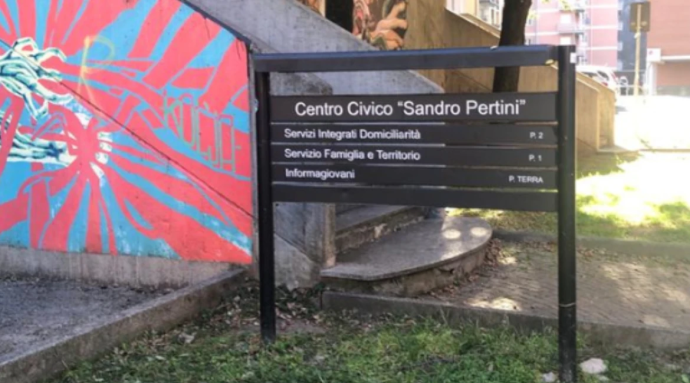 Centro Civico "Sandro Pertini"
Servizi Integrati Domiciliarità P. 2
Servizio Famiglia e Territorio P. 1
Informagiovani P. TERRA